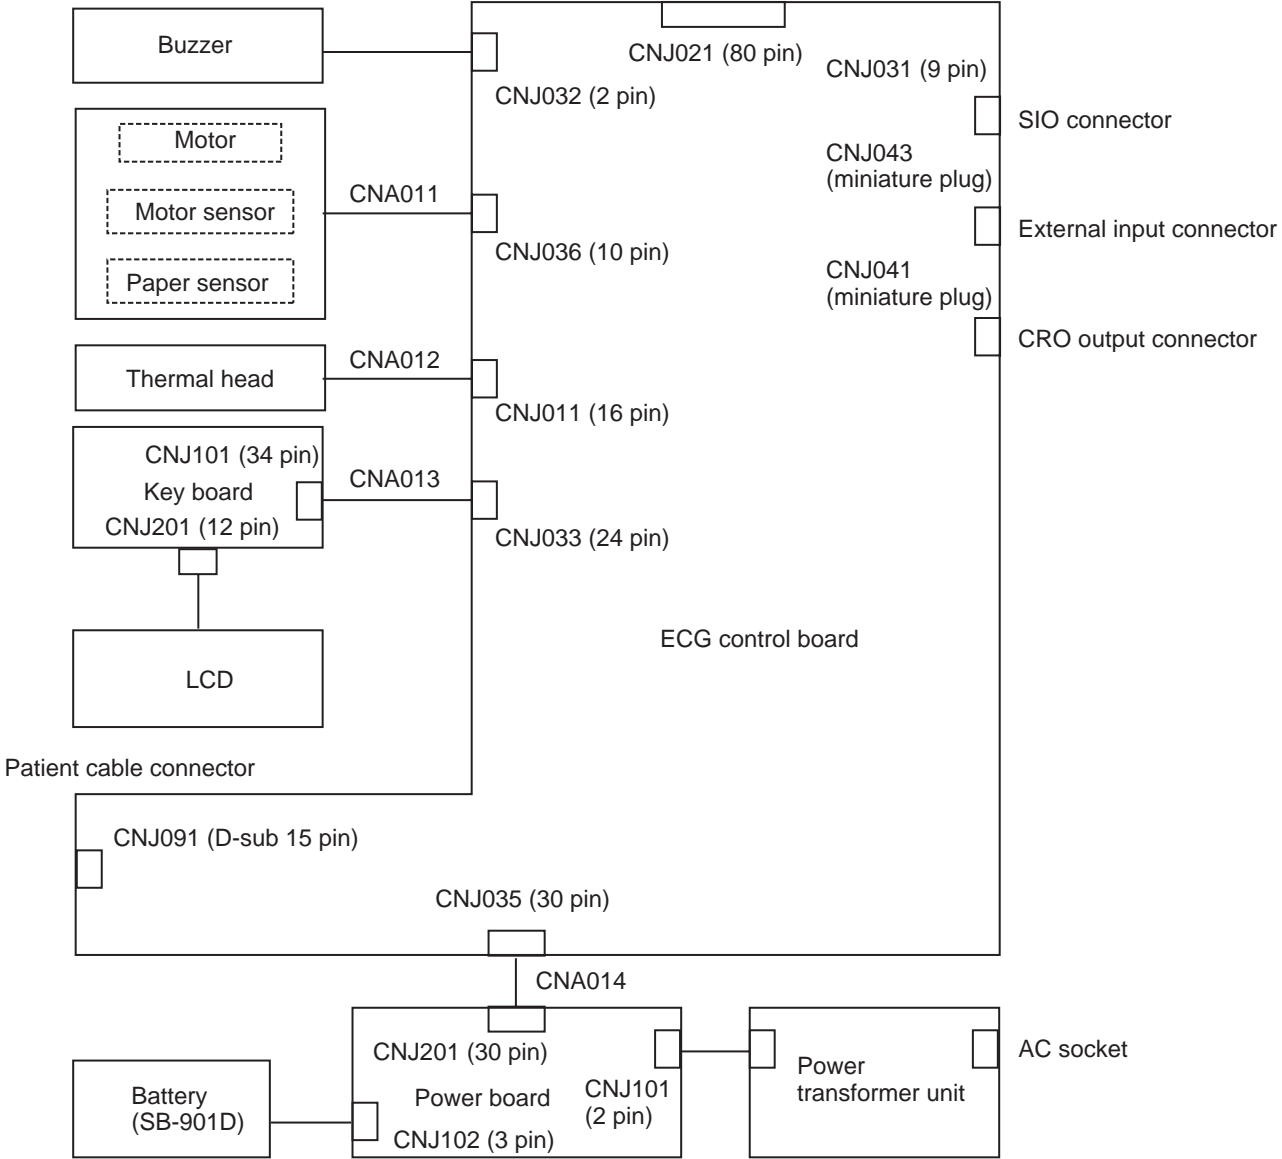 Buzzer
CNJ021 (80 pin)
CNJ031 (9 pin)
CNJ032 (2 pin)
SIO connector
Motor
CNJ043
(miniature plug)
CNA011
Motor sensor
External input connector
CNJ036 (10 pin)
Paper sensor
CNJ041
(miniature plug)
CRO output connector
CNA012
Thermal head
CNJ011 (16 pin)
CNJ101 (34 pin)
CNA013
Key board
CNJ201 (12 pin)
CNJ033 (24 pin)
ECG control board
LCD
Patient cable connector
CNJ091 (D-sub 15 pin)
CNJ035 (30 pin)
CNA014
CNJ201 (30 pin)
AC socket
Power
transformer unit
CNJ101
(2 pin)
Battery
(SB-901D)
Power board
CNJ102 (3 pin)